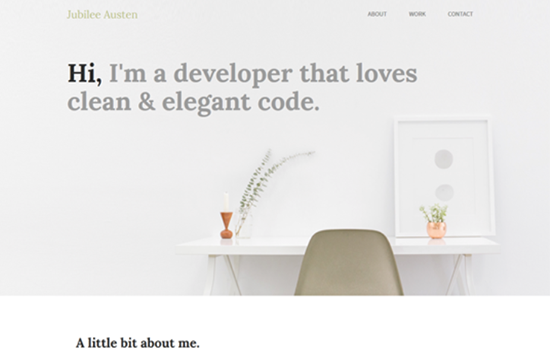 Jubilee Austen
ABOUT WORK CONTACT
Hi, I'm a developer that loves
clean & elegant code.
A little bit about me.